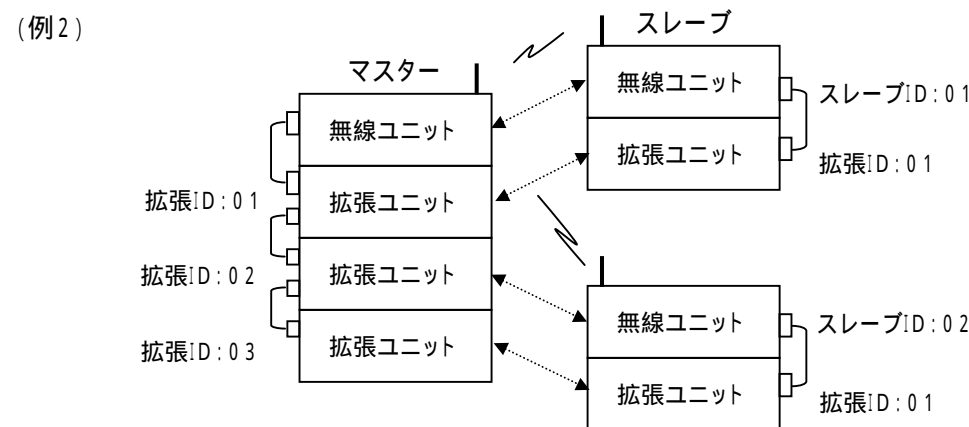 (例2)
スレーブ
マスター
無線ユニット
スレーブID:01
無線ユニット
拡張ユニット
拡張ID:01
拡張ID:01
拡張ユニット
拡張ID:02
拡張ユニット
無線ユニット
スレーブID:02
拡張ID:03
拡張ユニット
拡張ユニット
拡張ID:01